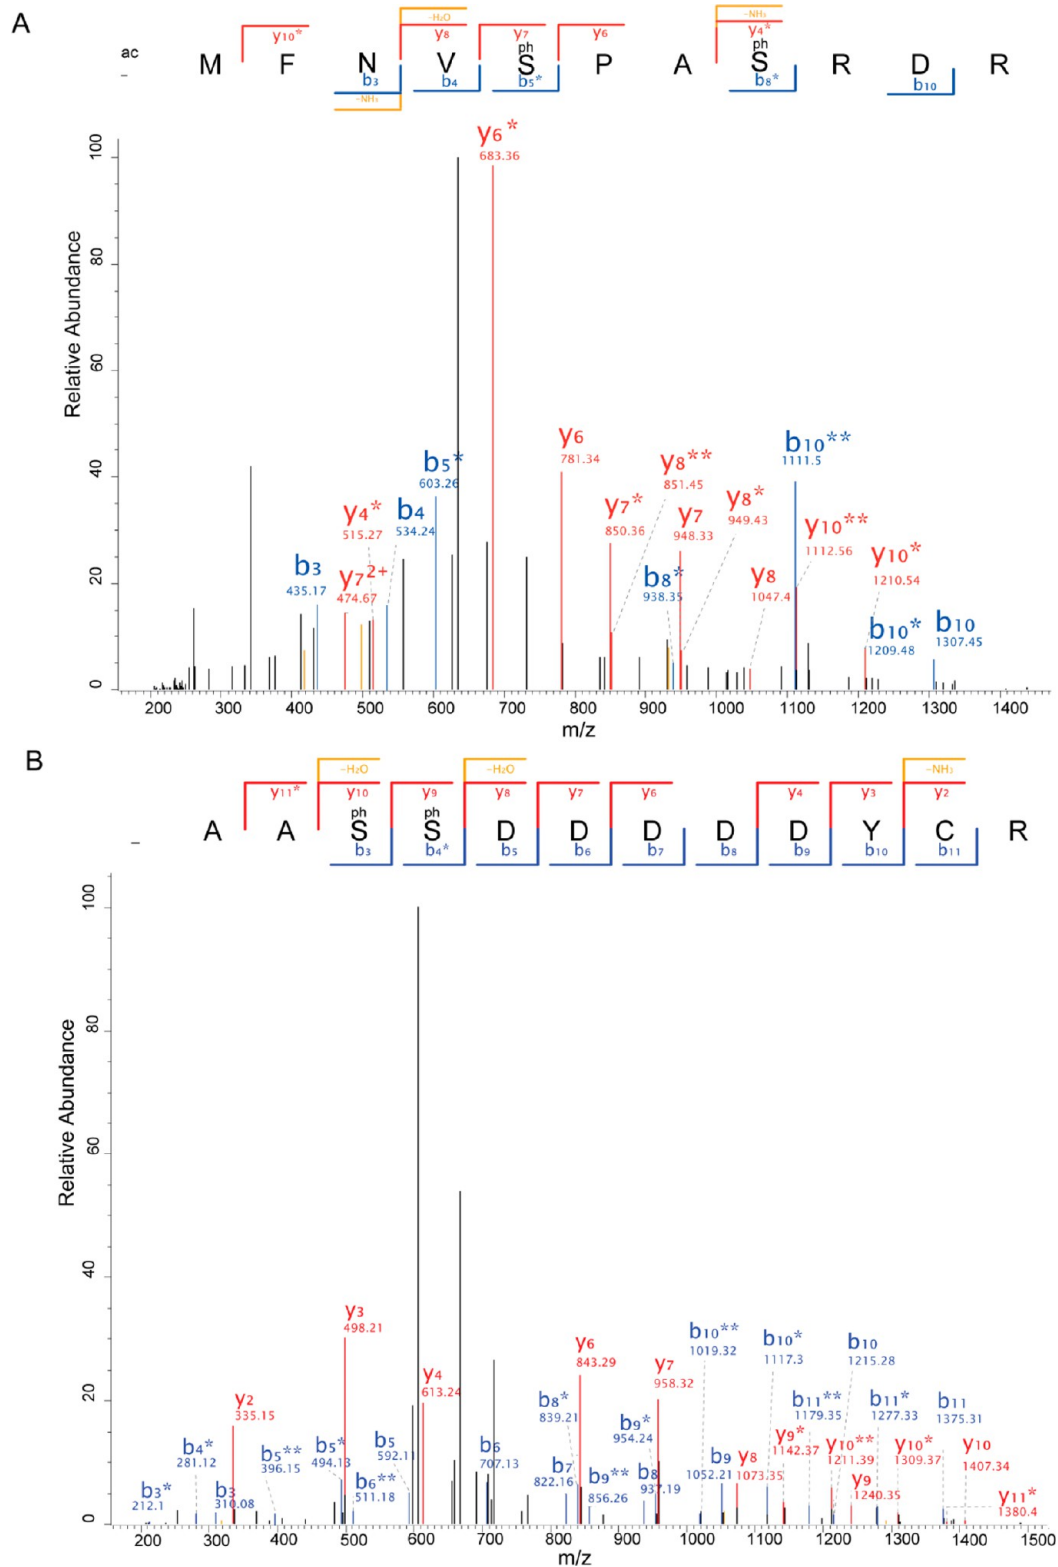 A
−H₂O
−NH₃
y₁₀* y₈ y₇ y₆ y₄*
ac ph ph
_ M F N V S P A S R D R
b₃ b₄ b₅* b₈* b₁₀
−NH₃
Relative Abundance
100
80
60
40
20
0
y₆*
683.36
y₆
781.34
b₅*
603.26
y₄*
515.27
b₄
534.24
b₃
435.17
y₇²⁺
474.67
y₇*
850.36
y₈**
851.45
y₇
948.33
y₈*
949.43
b₈*
938.35
y₈
1047.4
b₁₀**
1111.5
y₁₀**
1112.56
y₁₀*
1210.54
b₁₀*
1209.48
b₁₀
1307.45
200 300 400 500 600 700 800 900 1000 1100 1200 1300 1400
m/z
B
−H₂O −H₂O −NH₃
y₁₁* y₁₀ y₉ y₈ y₇ y₆ y₄ y₃ y₂
ph ph
_ A A S S D D D D D Y C R
b₃ b₄* b₅ b₆ b₇ b₈ b₉ b₁₀ b₁₁
Relative Abundance
100
80
60
40
20
0
b₃*
212.1
b₄*
281.12
b₃
310.08
y₂
335.15
b₅**
396.15
b₅*
494.13
y₃
498.21
b₆**
511.18
b₅
592.11
y₄
613.24
b₆
707.13
b₇
822.16
b₈*
839.21
y₆
843.29
b₉**
856.26
b₈
937.19
b₉*
954.24
y₇
958.32
b₁₀**
1019.32
b₉
1052.21
y₈
1073.35
b₁₀*
1117.3
y₉*
1142.37
b₁₁**
1179.35
y₁₀**
1211.39
b₁₀
1215.28
y₉
1240.35
b₁₁*
1277.33
y₁₀*
1309.37
b₁₁
1375.31
y₁₁*
1380.4
y₁₀
1407.34
200 300 400 500 600 700 800 900 1000 1100 1200 1300 1400 1500
m/z